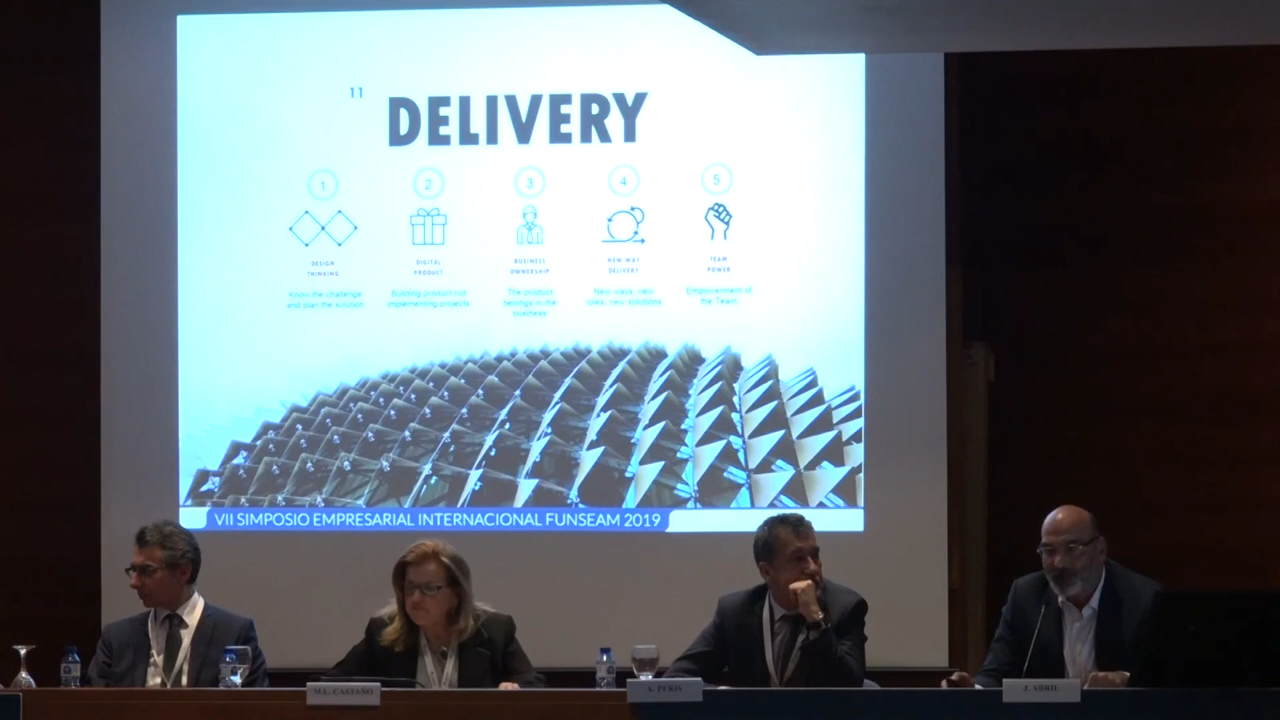 11
DELIVERY
1
2
3
4
5
DESIGN
THINKING
DIGITAL
PRODUCT
BUSINESS
OWNERSHIP
NEW WAY
DELIVERY
TEAM
POWER
Know the challenge
and plan the solution
Building product not
implementing projects
The product
belongs to the
business
New ways, new
roles, new solutions
Empowerment of
the Team
VII SIMPOSIO EMPRESARIAL INTERNACIONAL FUNSEAM 2019
M.L. CASTAÑO
A. PERIS
J. ABRIL